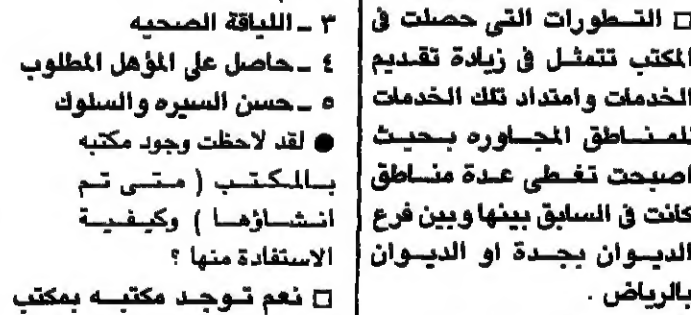 □ التطورات التى حصلت فى
المكتب تتمثل فى زيادة تقديم
الخدمات وامتداد تلك الخدمات
للمناطق المجاوره بحيث
اصبحت تغطى عدة مناطق
كانت فى السابق بينها وبين فرع
الديوان بجدة او الديوان
بالرياض .
٣ ـ اللياقة الصحيه
٤ ـ حاصل على المؤهل المطلوب
٥ ـ حسن السيره والسلوك
● لقد لاحظت وجود مكتبه
بالمكتب ( متى تم
انشاؤها ) وكيفية
الاستفادة منها ؟
□ نعم توجد مكتبه بمكتب